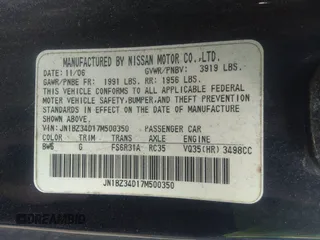 MANUFACTURED BY NISSAN MOTOR CO.,LTD.
DATE: 11/06 GVWR/PNBV: 3919 LBS.
GAWR/PNBE FR: 1991 LBS. RR: 1956 LBS.
THIS VEHICLE CONFORMS TO ALL APPLICABLE FEDERAL
MOTOR VEHICLE SAFETY, BUMPER, AND THEFT PREVENTION
STANDARDS IN EFFECT ON THE DATE OF MANUFACTURE
SHOWN ABOVE.
V·I·N: JN1BZ34D17M500350 PASSENGER CAR
COLOR TRIM TRANS AXLE ENGINE
BW6 G FS6R31A RC35 VQ35(HR) 3498CC
JN1BZ34D17M500350
DREAMBID